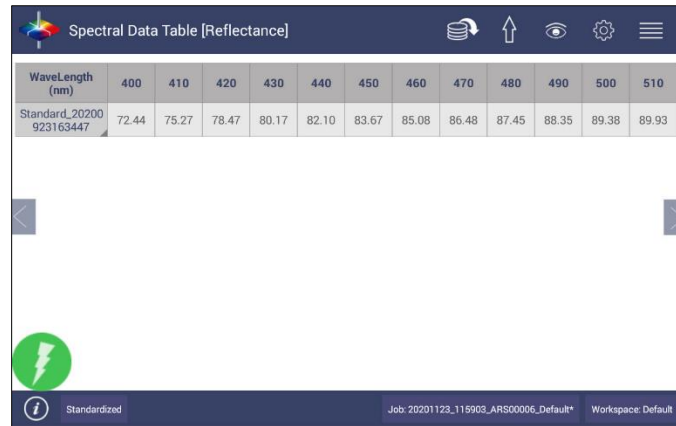 Spectral Data Table [Reflectance]
WaveLength
(nm) 400 410 420 430 440 450 460 470 480 490 500 510
Standard_20200
923163447 72.44 75.27 78.47 80.17 82.10 83.67 85.08 86.48 87.45 88.35 89.38 89.93
i Standardized Job: 20201123_115903_ARS00006_Default* Workspace: Default